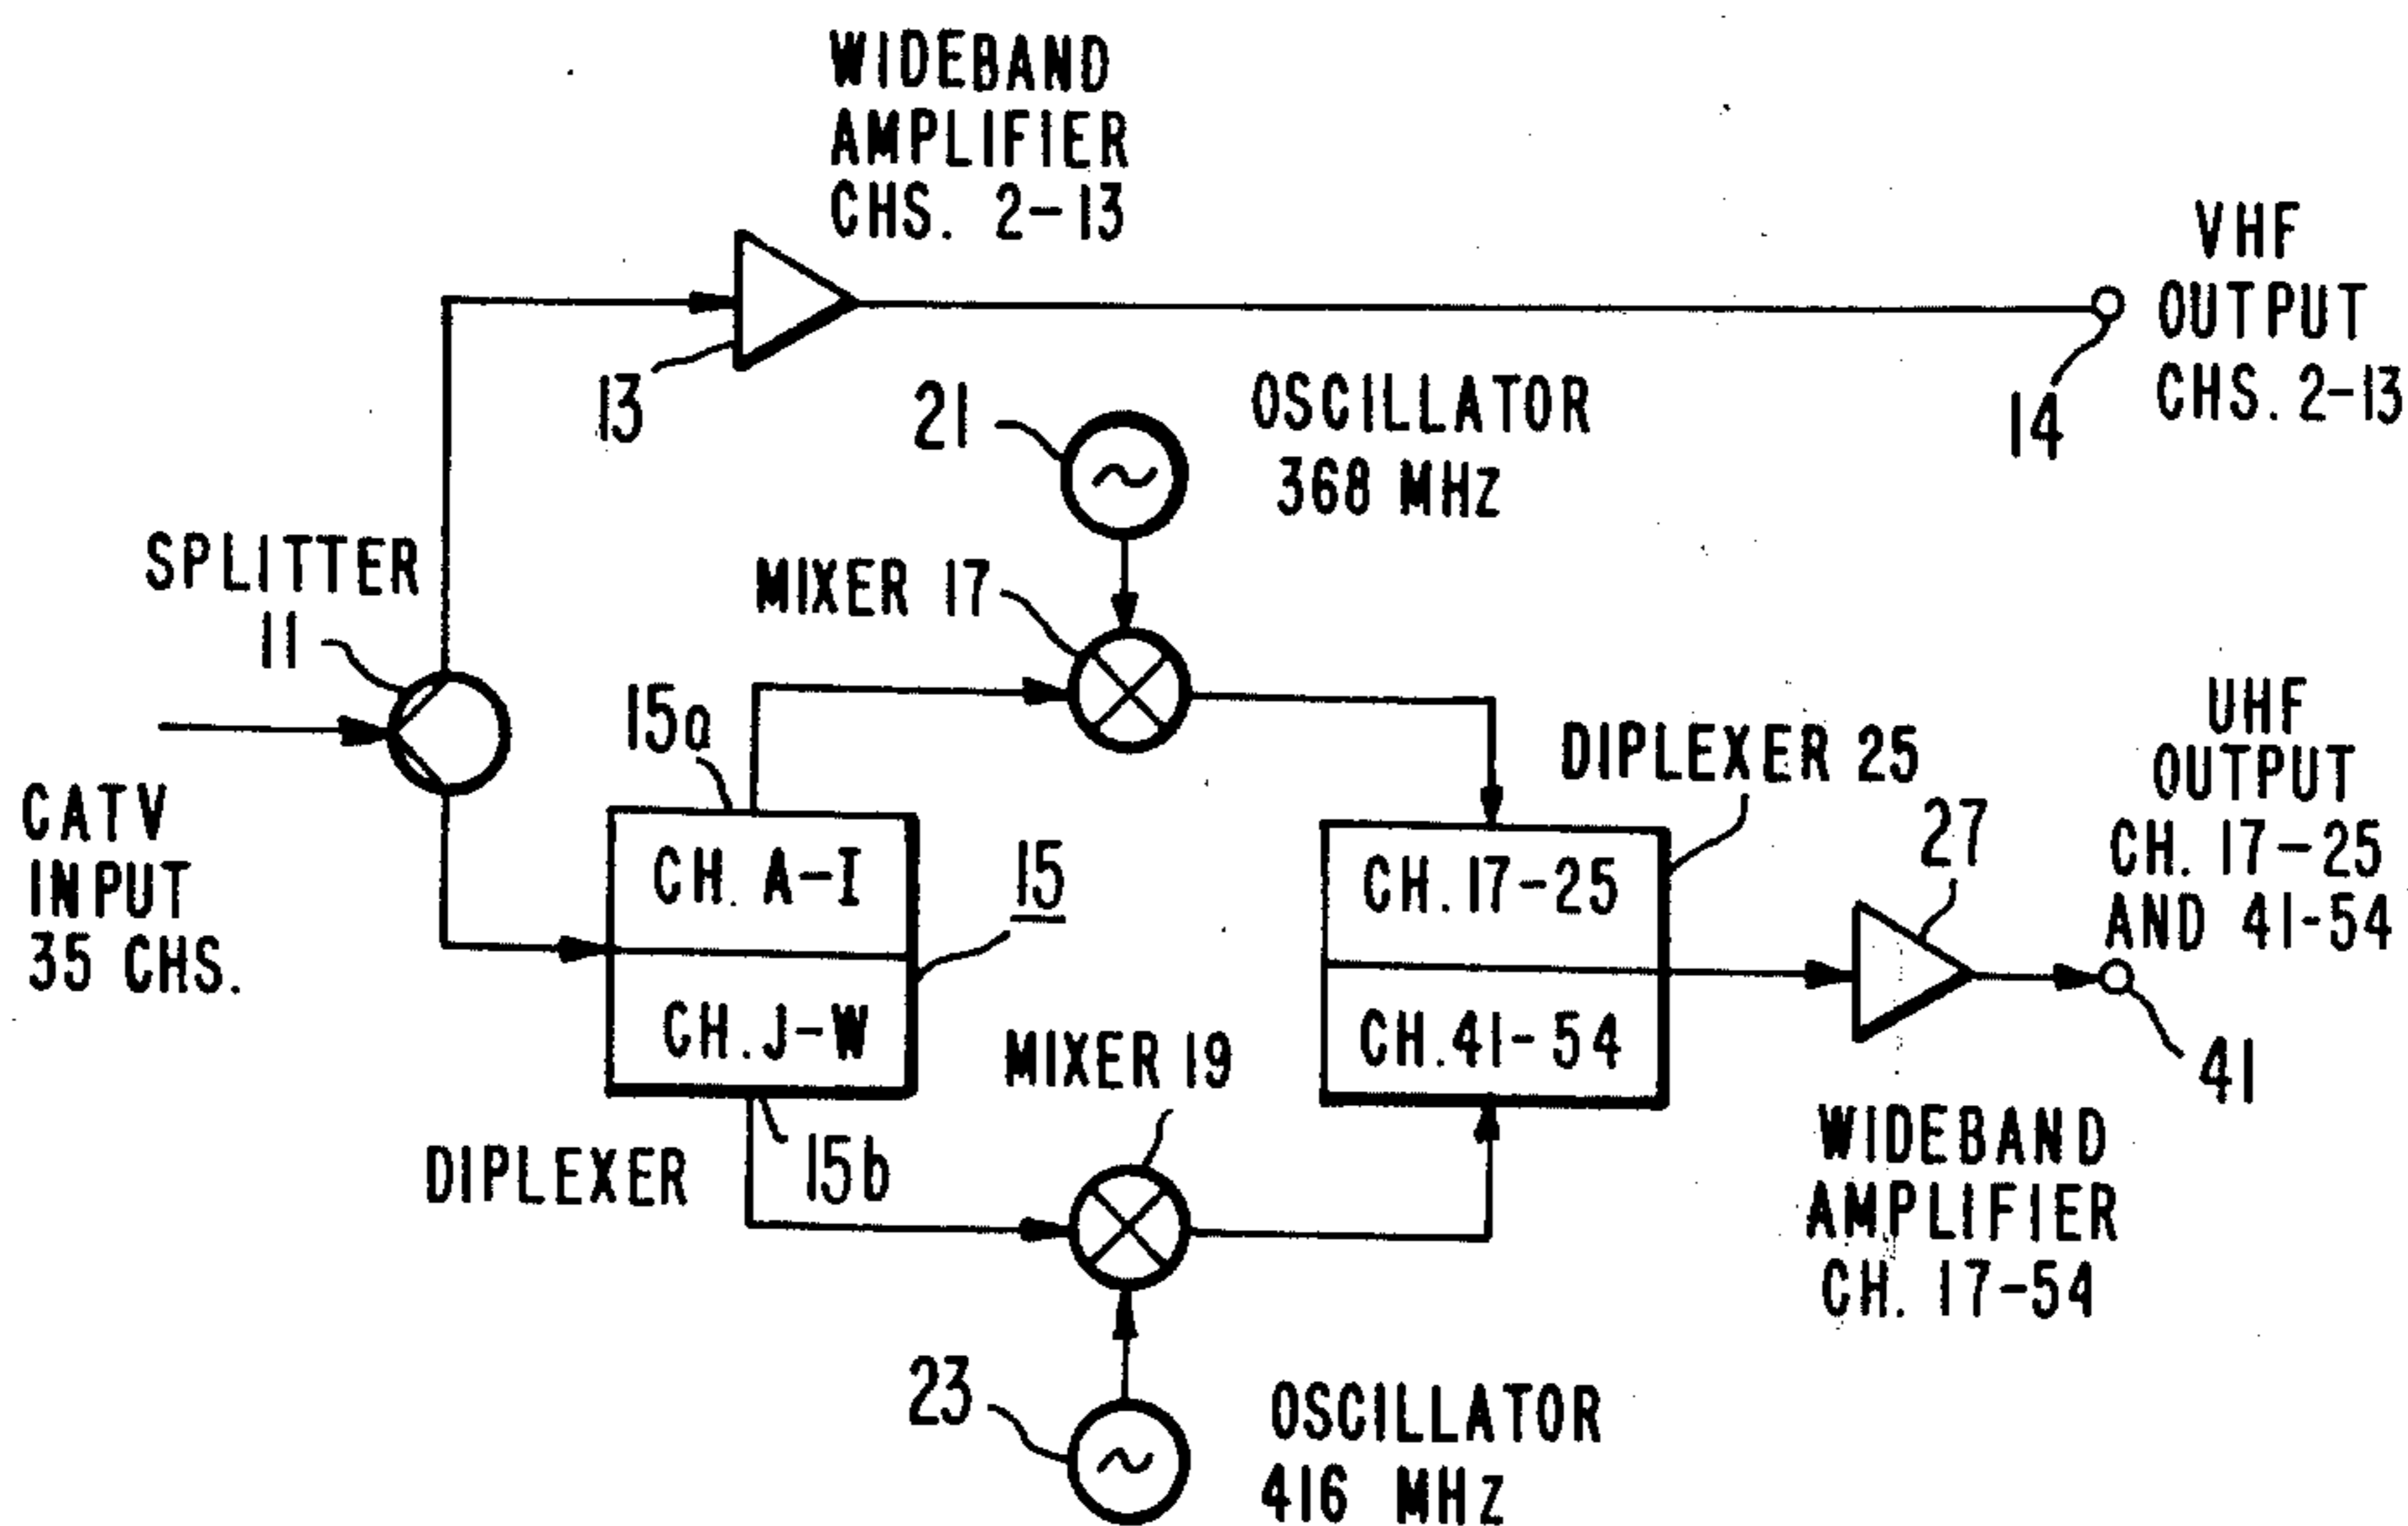 WIDEBAND
AMPLIFIER
CHS. 2-13
13
VHF
OUTPUT
CHS. 2-13
14
21
OSCILLATOR
368 MHZ
SPLITTER
11
MIXER 17
CATV
INPUT
35 CHS.
15a
CH. A-I
CH. J-W
15
DIPLEXER
15b
DIPLEXER 25
CH. 17-25
CH. 41-54
27
UHF
OUTPUT
CH. 17-25
AND 41-54
41
MIXER 19
WIDEBAND
AMPLIFIER
CH. 17-54
23
OSCILLATOR
416 MHZ